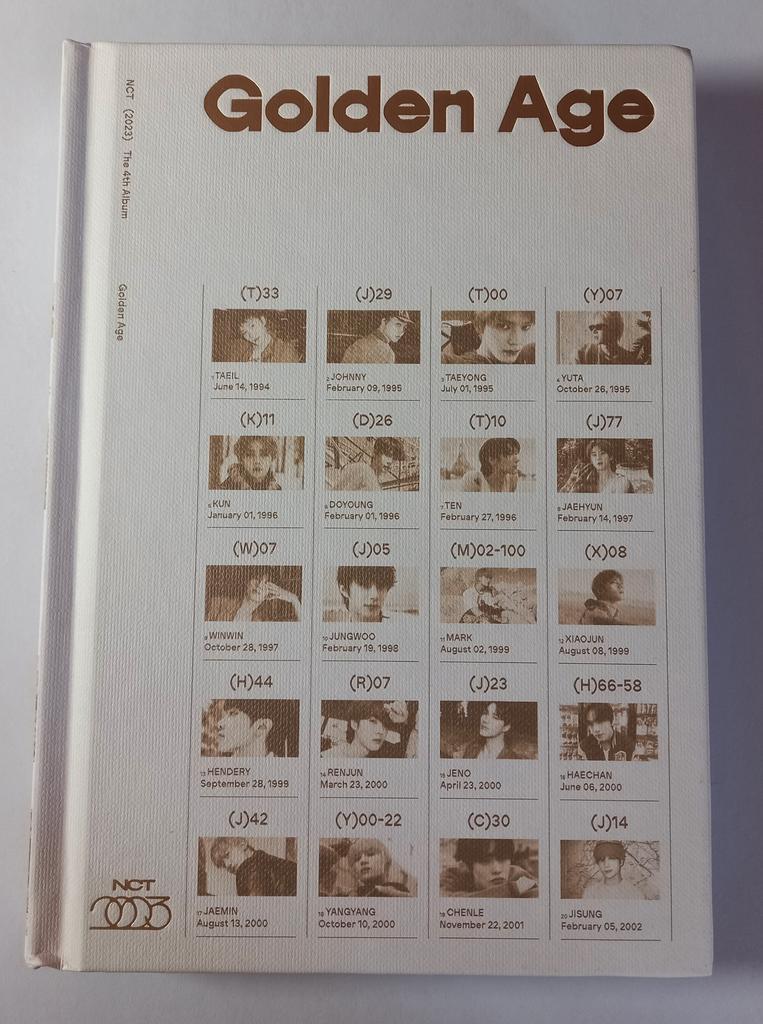 Golden Age
NCT (2023) The 4th Album
Golden Age
(T)33 (J)29 (T)00 (Y)07
1 TAEIL 2 JOHNNY 3 TAEYONG 4 YUTA
June 14, 1994 February 09, 1995 July 01, 1995 October 26, 1995
(K)11 (D)26 (T)10 (J)77
5 KUN 6 DOYOUNG 7 TEN 8 JAEHYUN
January 01, 1996 February 01, 1996 February 27, 1996 February 14, 1997
(W)07 (J)05 (M)02-100 (X)08
9 WINWIN 10 JUNGWOO 11 MARK 12 XIAOJUN
October 28, 1997 February 19, 1998 August 02, 1999 August 08, 1999
(H)44 (R)07 (J)23 (H)66-58
13 HENDERY 14 RENJUN 15 JENO 16 HAECHAN
September 28, 1999 March 23, 2000 April 23, 2000 June 06, 2000
(J)42 (Y)00-22 (C)30 (J)14
17 JAEMIN 18 YANGYANG 19 CHENLE 20 JISUNG
August 13, 2000 October 10, 2000 November 22, 2001 February 05, 2002
NCT
2023